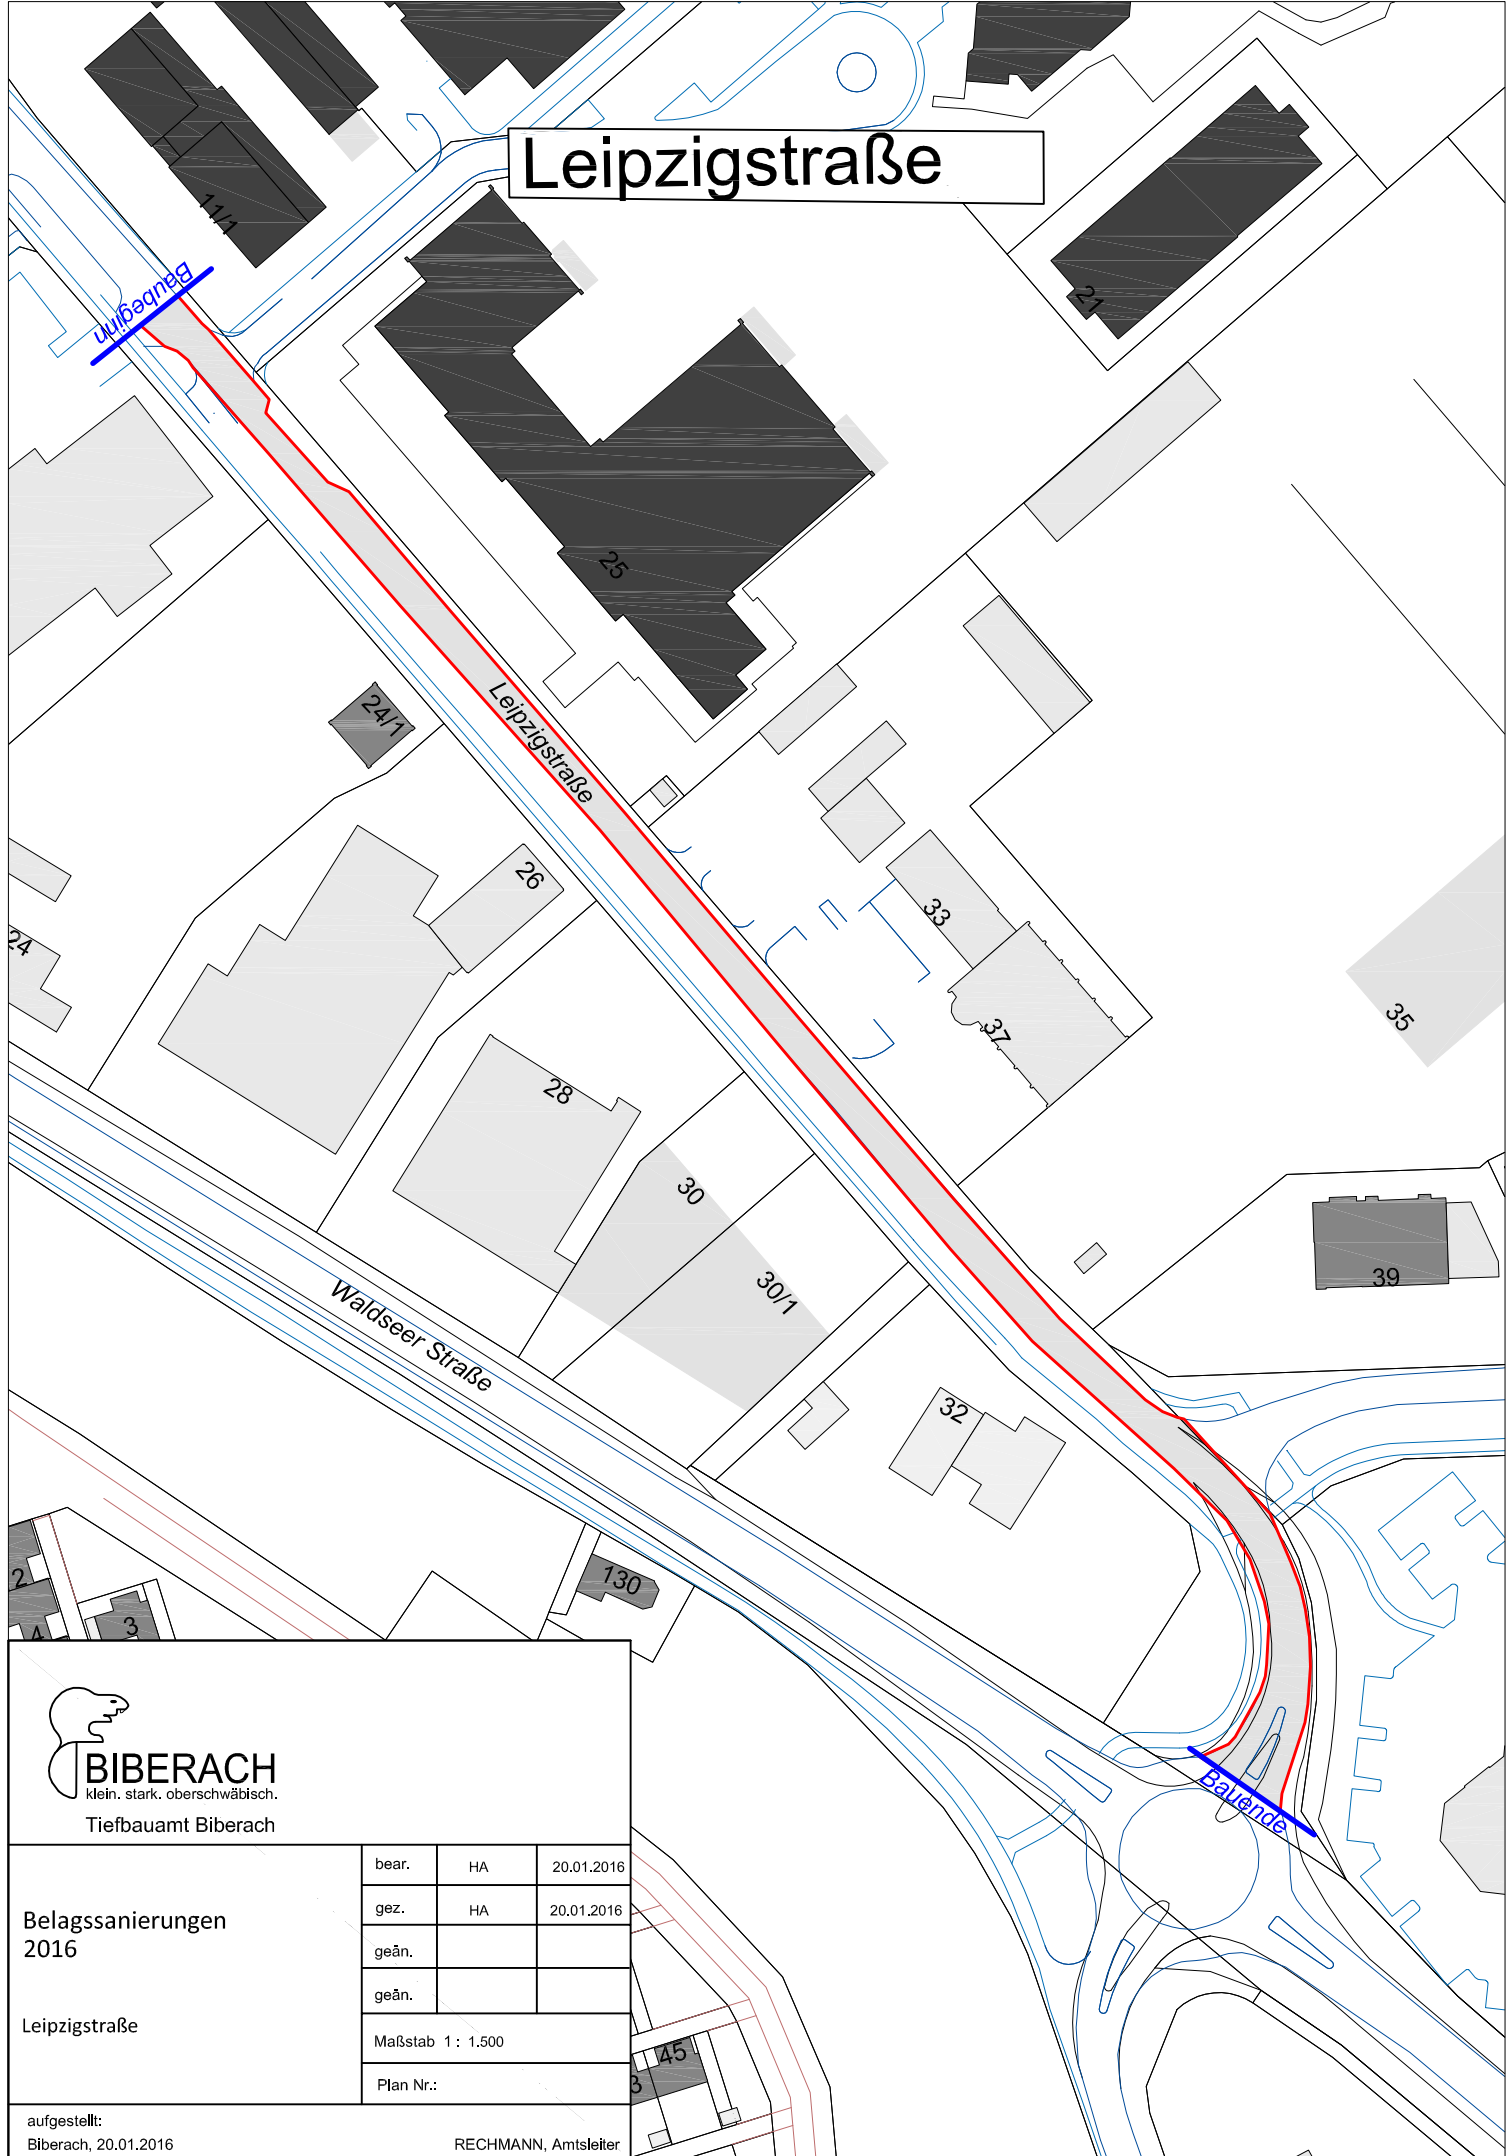 Leipzigstraße
11/1
Baubeginn
21
25
24/1
Leipzigstraße
26
24
33
37
35
28
30
30/1
39
Waldseer Straße
32
130
2
4
3
Bauende
45
3
BIBERACH
klein. stark. oberschwäbisch.
Tiefbauamt Biberach
Belagssanierungen
2016
Leipzigstraße
bear. HA 20.01.2016
gez. HA 20.01.2016
geän.
geän.
Maßstab 1 : 1.500
Plan Nr.:
aufgestellt:
Biberach, 20.01.2016 RECHMANN, Amtsleiter